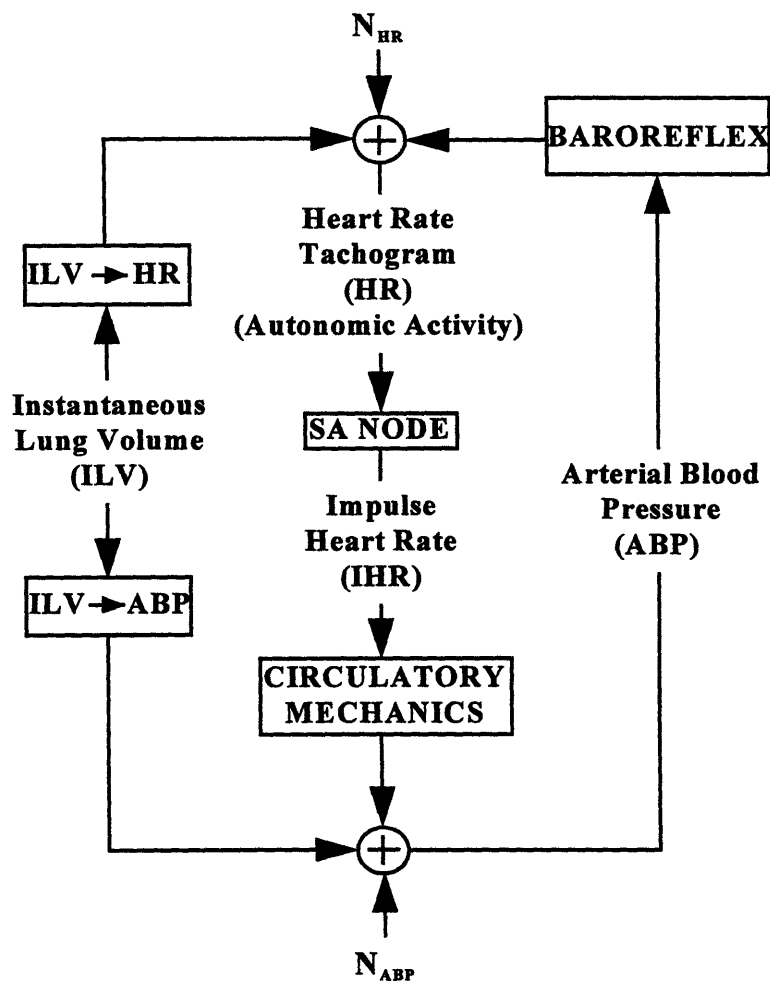 N_HR
+
BAROREFLEX
Heart Rate
Tachogram
(HR)
(Autonomic Activity)
ILV → HR
Instantaneous
Lung Volume
(ILV)
SA NODE
Impulse
Heart Rate
(IHR)
Arterial Blood
Pressure
(ABP)
ILV → ABP
CIRCULATORY
MECHANICS
+
N_ABP